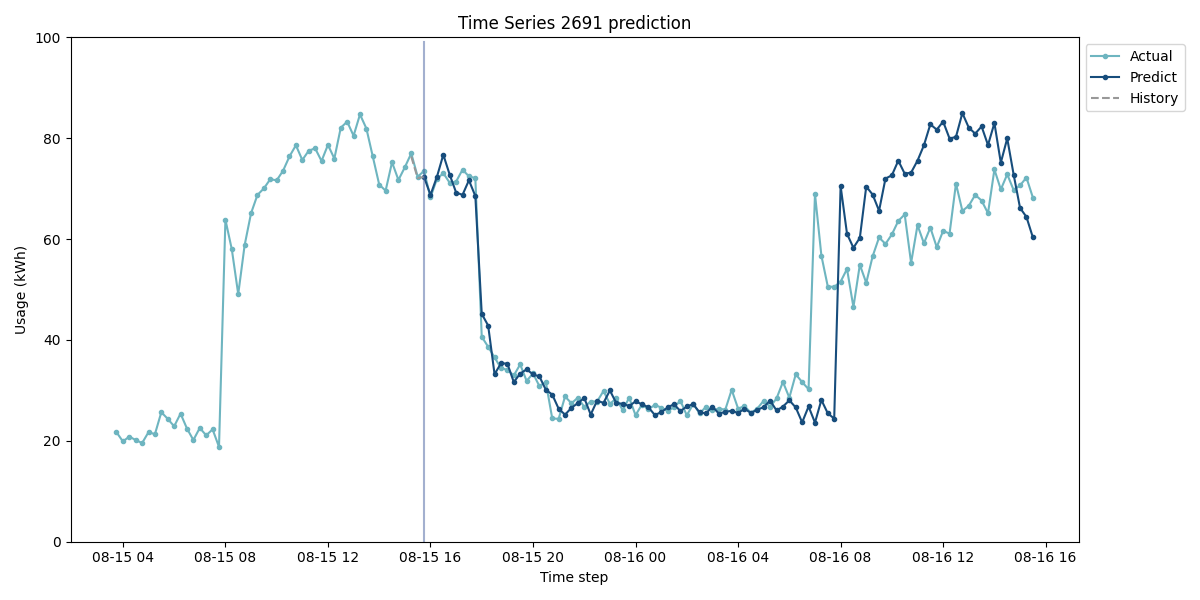 Time Series 2691 prediction
100
80
60
40
20
0
Usage (kWh)
08-15 04
08-15 08
08-15 12
08-15 16
08-15 20
08-16 00
08-16 04
08-16 08
08-16 12
08-16 16
Time step
Actual
Predict
History